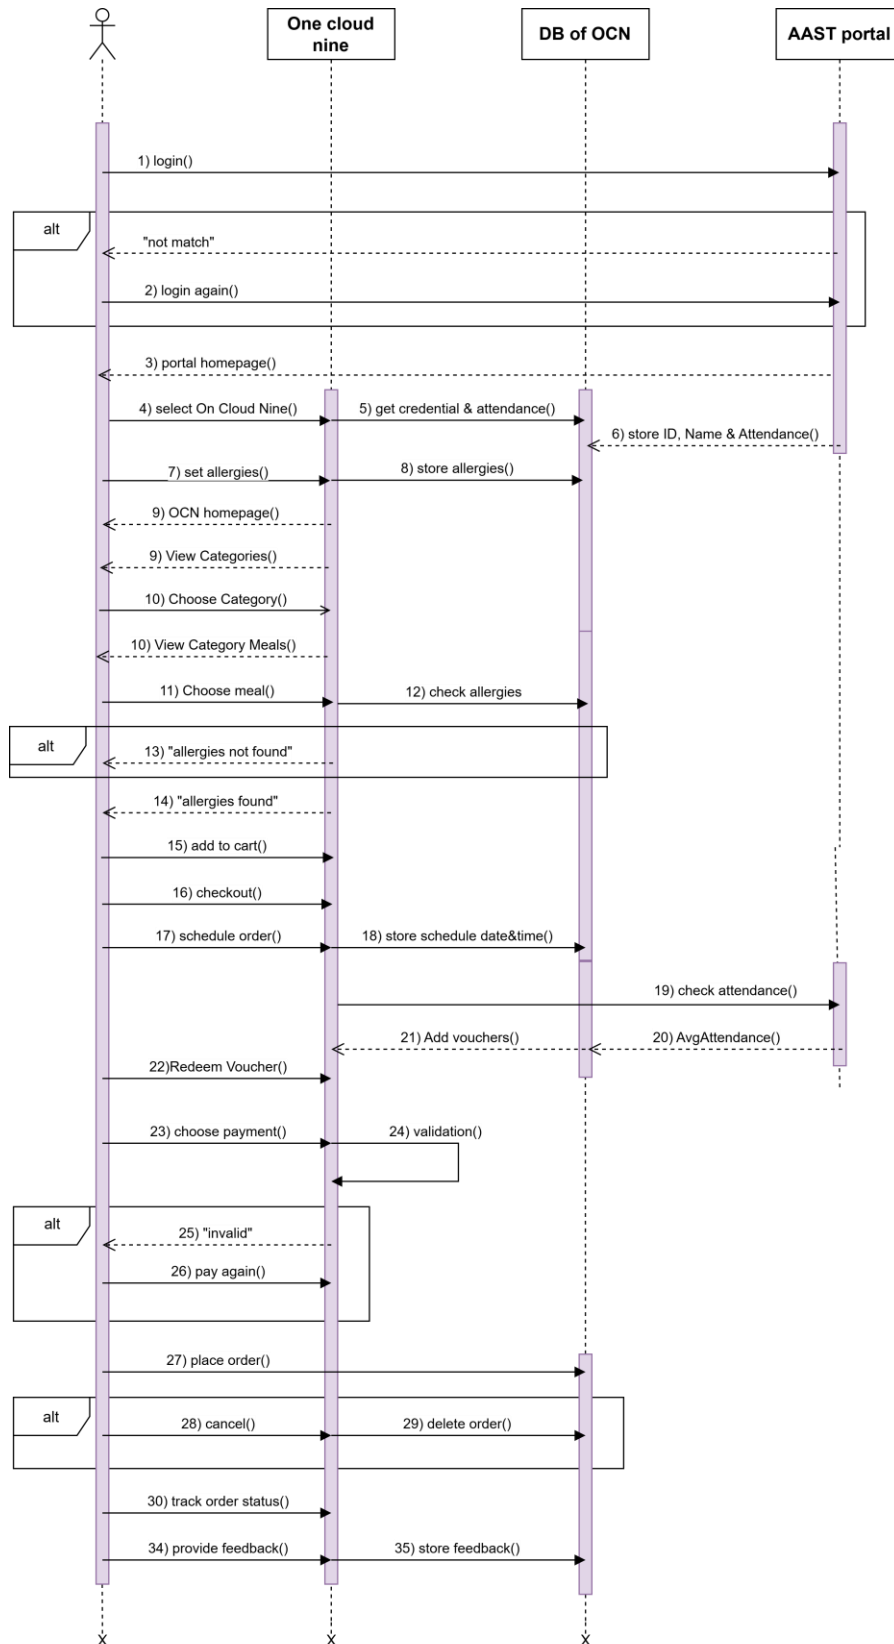 One cloud
nine
DB of OCN
AAST portal
1) login()
alt
"not match"
2) login again()
3) portal homepage()
4) select On Cloud Nine()
5) get credential & attendance()
6) store ID, Name & Attendance()
7) set allergies()
8) store allergies()
9) OCN homepage()
9) View Categories()
10) Choose Category()
10) View Category Meals()
11) Choose meal()
12) check allergies
alt
13) "allergies not found"
14) "allergies found"
15) add to cart()
16) checkout()
17) schedule order()
18) store schedule date&time()
19) check attendance()
21) Add vouchers()
20) AvgAttendance()
22)Redeem Voucher()
23) choose payment()
24) validation()
alt
25) "invalid"
26) pay again()
27) place order()
alt
28) cancel()
29) delete order()
30) track order status()
34) provide feedback()
35) store feedback()